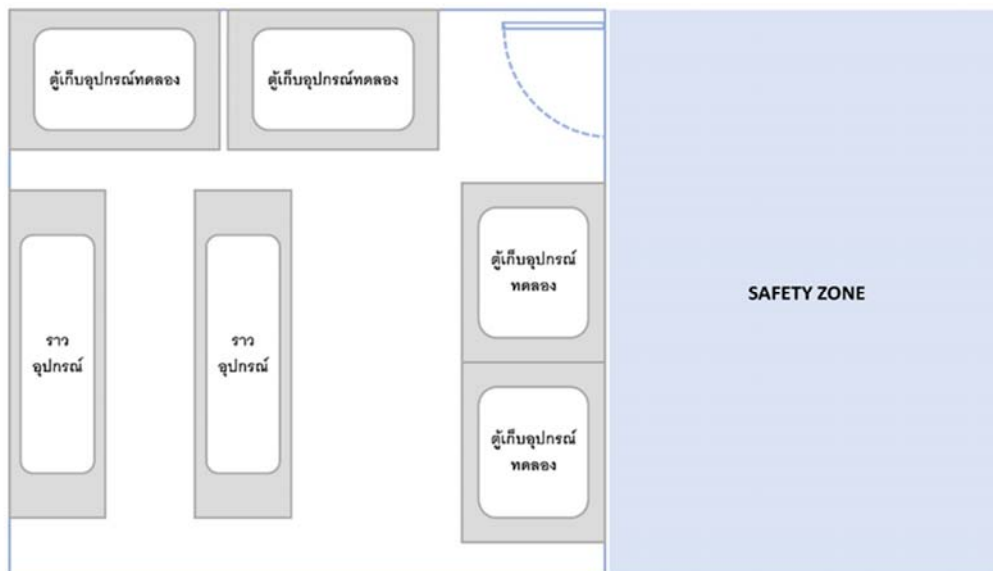 ตู้เก็บอุปกรณ์ทดลอง
ตู้เก็บอุปกรณ์ทดลอง
ตู้เก็บอุปกรณ์
ทดลอง
SAFETY ZONE
ราว
อุปกรณ์
ราว
อุปกรณ์
ตู้เก็บอุปกรณ์
ทดลอง